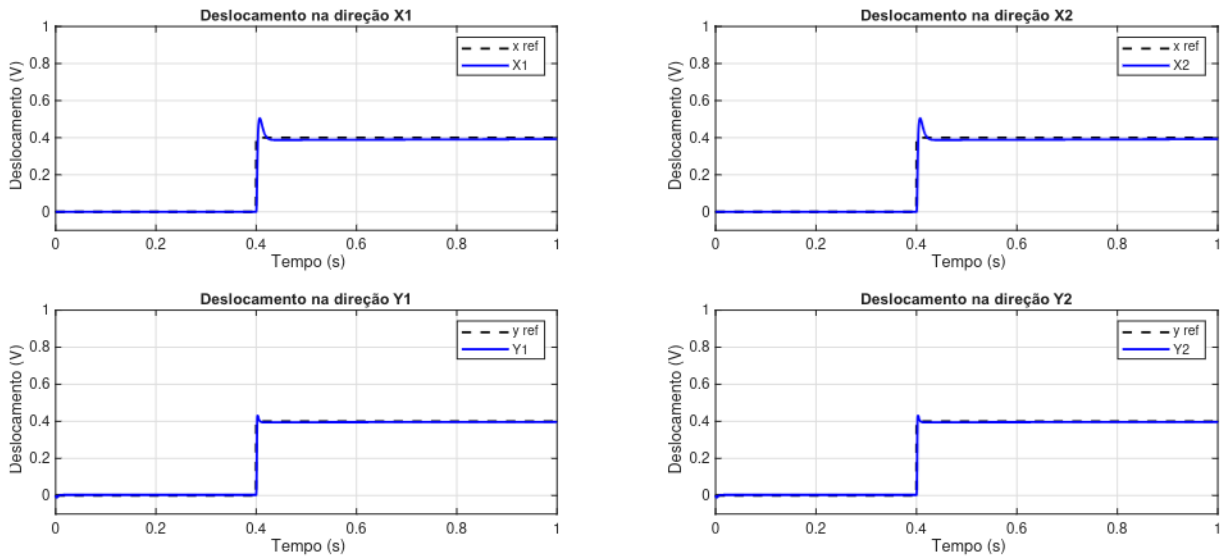 Deslocamento na direção X1
1
0.8
0.6
0.4
0.2
0
Deslocamento (V)
x ref
X1
0 0.2 0.4 0.6 0.8 1
Tempo (s)
Deslocamento na direção X2
1
0.8
0.6
0.4
0.2
0
Deslocamento (V)
x ref
X2
0 0.2 0.4 0.6 0.8 1
Tempo (s)
Deslocamento na direção Y1
1
0.8
0.6
0.4
0.2
0
Deslocamento (V)
y ref
Y1
0 0.2 0.4 0.6 0.8 1
Tempo (s)
Deslocamento na direção Y2
1
0.8
0.6
0.4
0.2
0
Deslocamento (V)
y ref
Y2
0 0.2 0.4 0.6 0.8 1
Tempo (s)